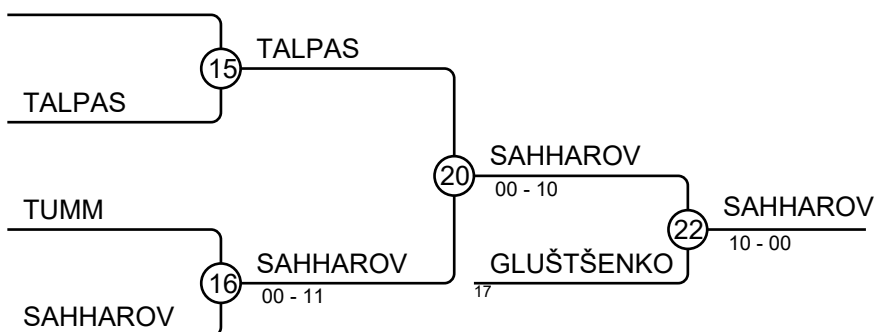 TALPAS
15
TALPAS
SAHHAROV
20
00 - 10
TUMM
SAHHAROV
22
10 - 00
SAHHAROV
GLUŠTŠENKO
16
00 - 11
17
SAHHAROV